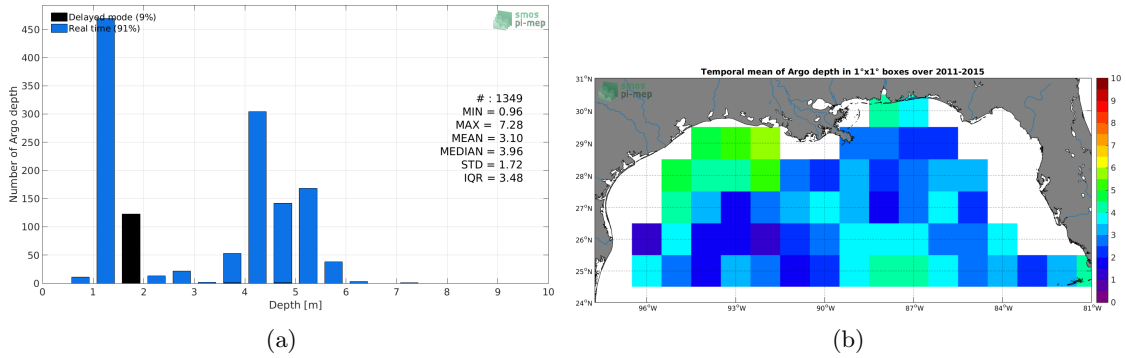 Delayed mode (9%)
Real time (91%)
smos
pi-mep
450
400
350
300
250
200
150
100
50
0
Number of Argo depth
# : 1349
MIN = 0.96
MAX = 7.28
MEAN = 3.10
MEDIAN = 3.96
STD = 1.72
IQR = 3.48
0 1 2 3 4 5 6 7 8 9 10
Depth [m]
(a)
Temporal mean of Argo depth in 1°x1° boxes over 2011-2015
smos
pi-mep
31°N
30°N
29°N
28°N
27°N
26°N
25°N
24°N
96°W 93°W 90°W 87°W 84°W 81°W
10
9
8
7
6
5
4
3
2
1
0
(b)